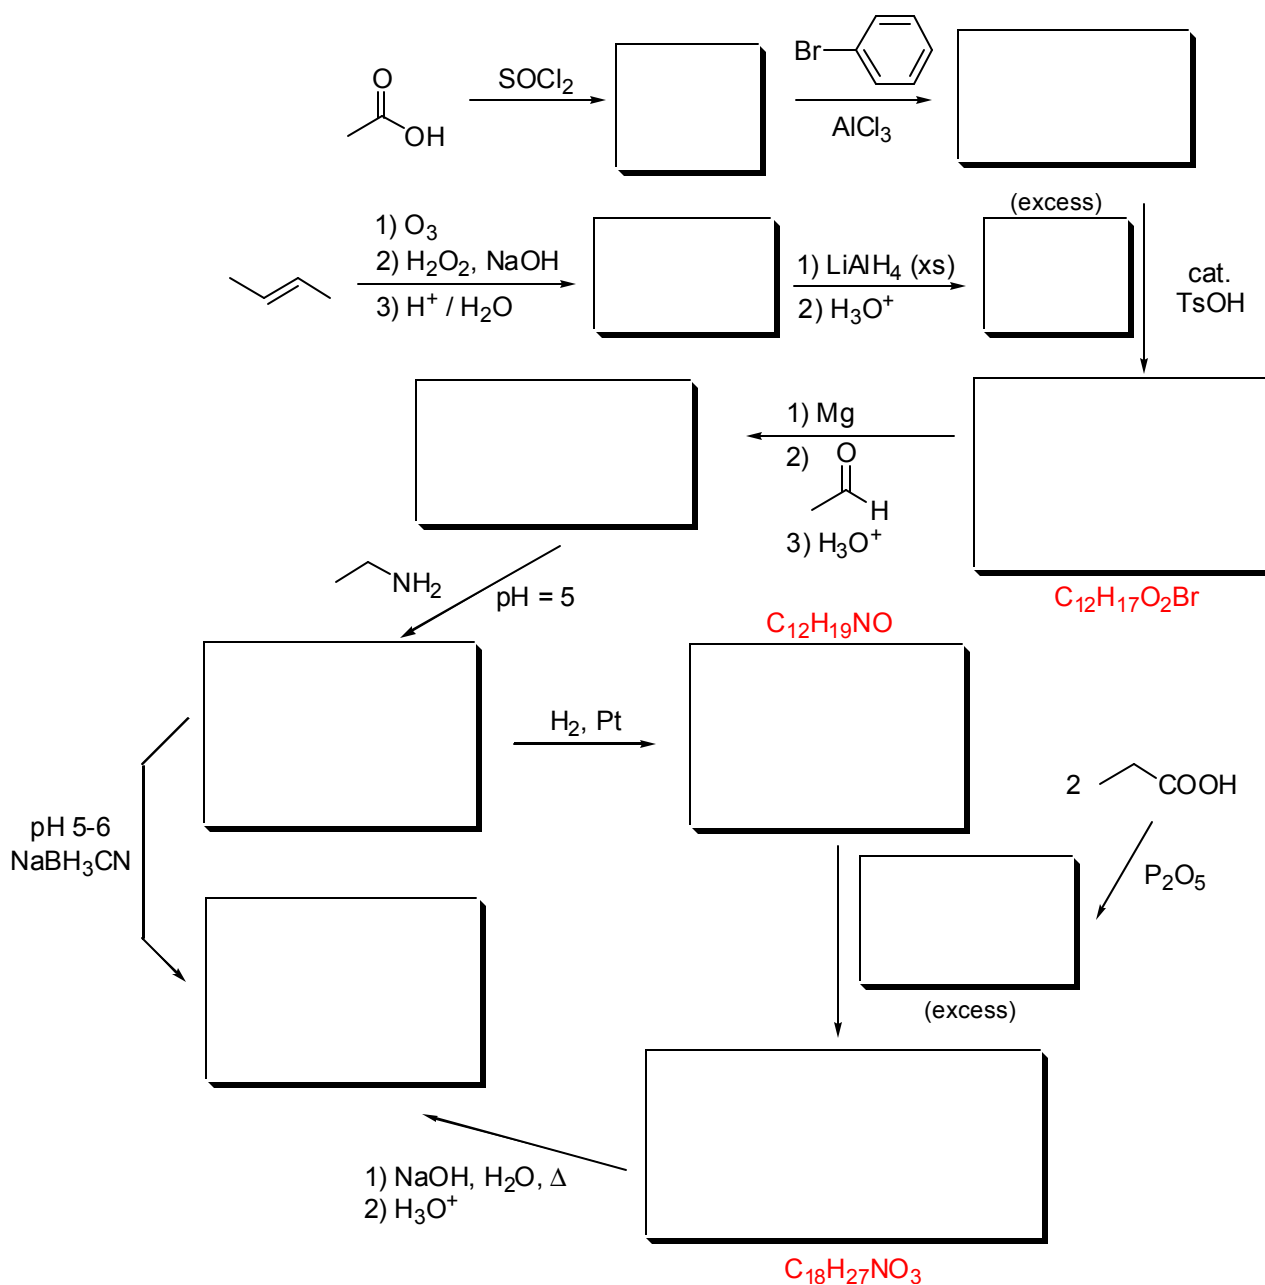 O
OH
SOCl2
Br
AlCl3
(excess)
1) O3
2) H2O2, NaOH
3) H+ / H2O
1) LiAlH4 (xs)
2) H3O+
cat.
TsOH
1) Mg
2)
O
H
3) H3O+
NH2
pH = 5
C12H17O2Br
C12H19NO
H2, Pt
2
COOH
pH 5-6
NaBH3CN
P2O5
(excess)
1) NaOH, H2O, Δ
2) H3O+
C18H27NO3